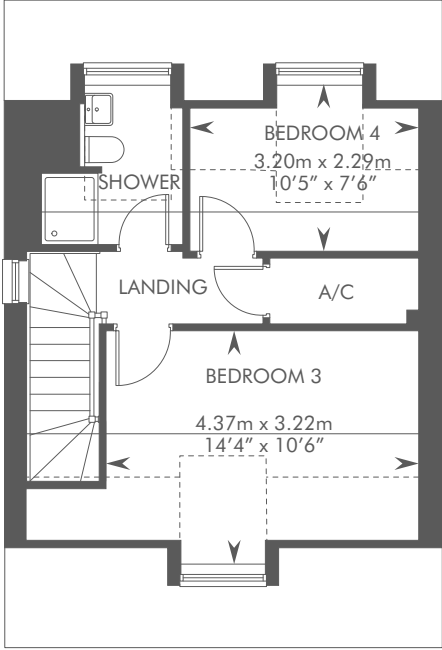 BEDROOM 4
3.20m x 2.29m
10'5” x 7'6”
SHOWER
LANDING
A/C
BEDROOM 3
4.37m x 3.22m
14'4” x 10'6”